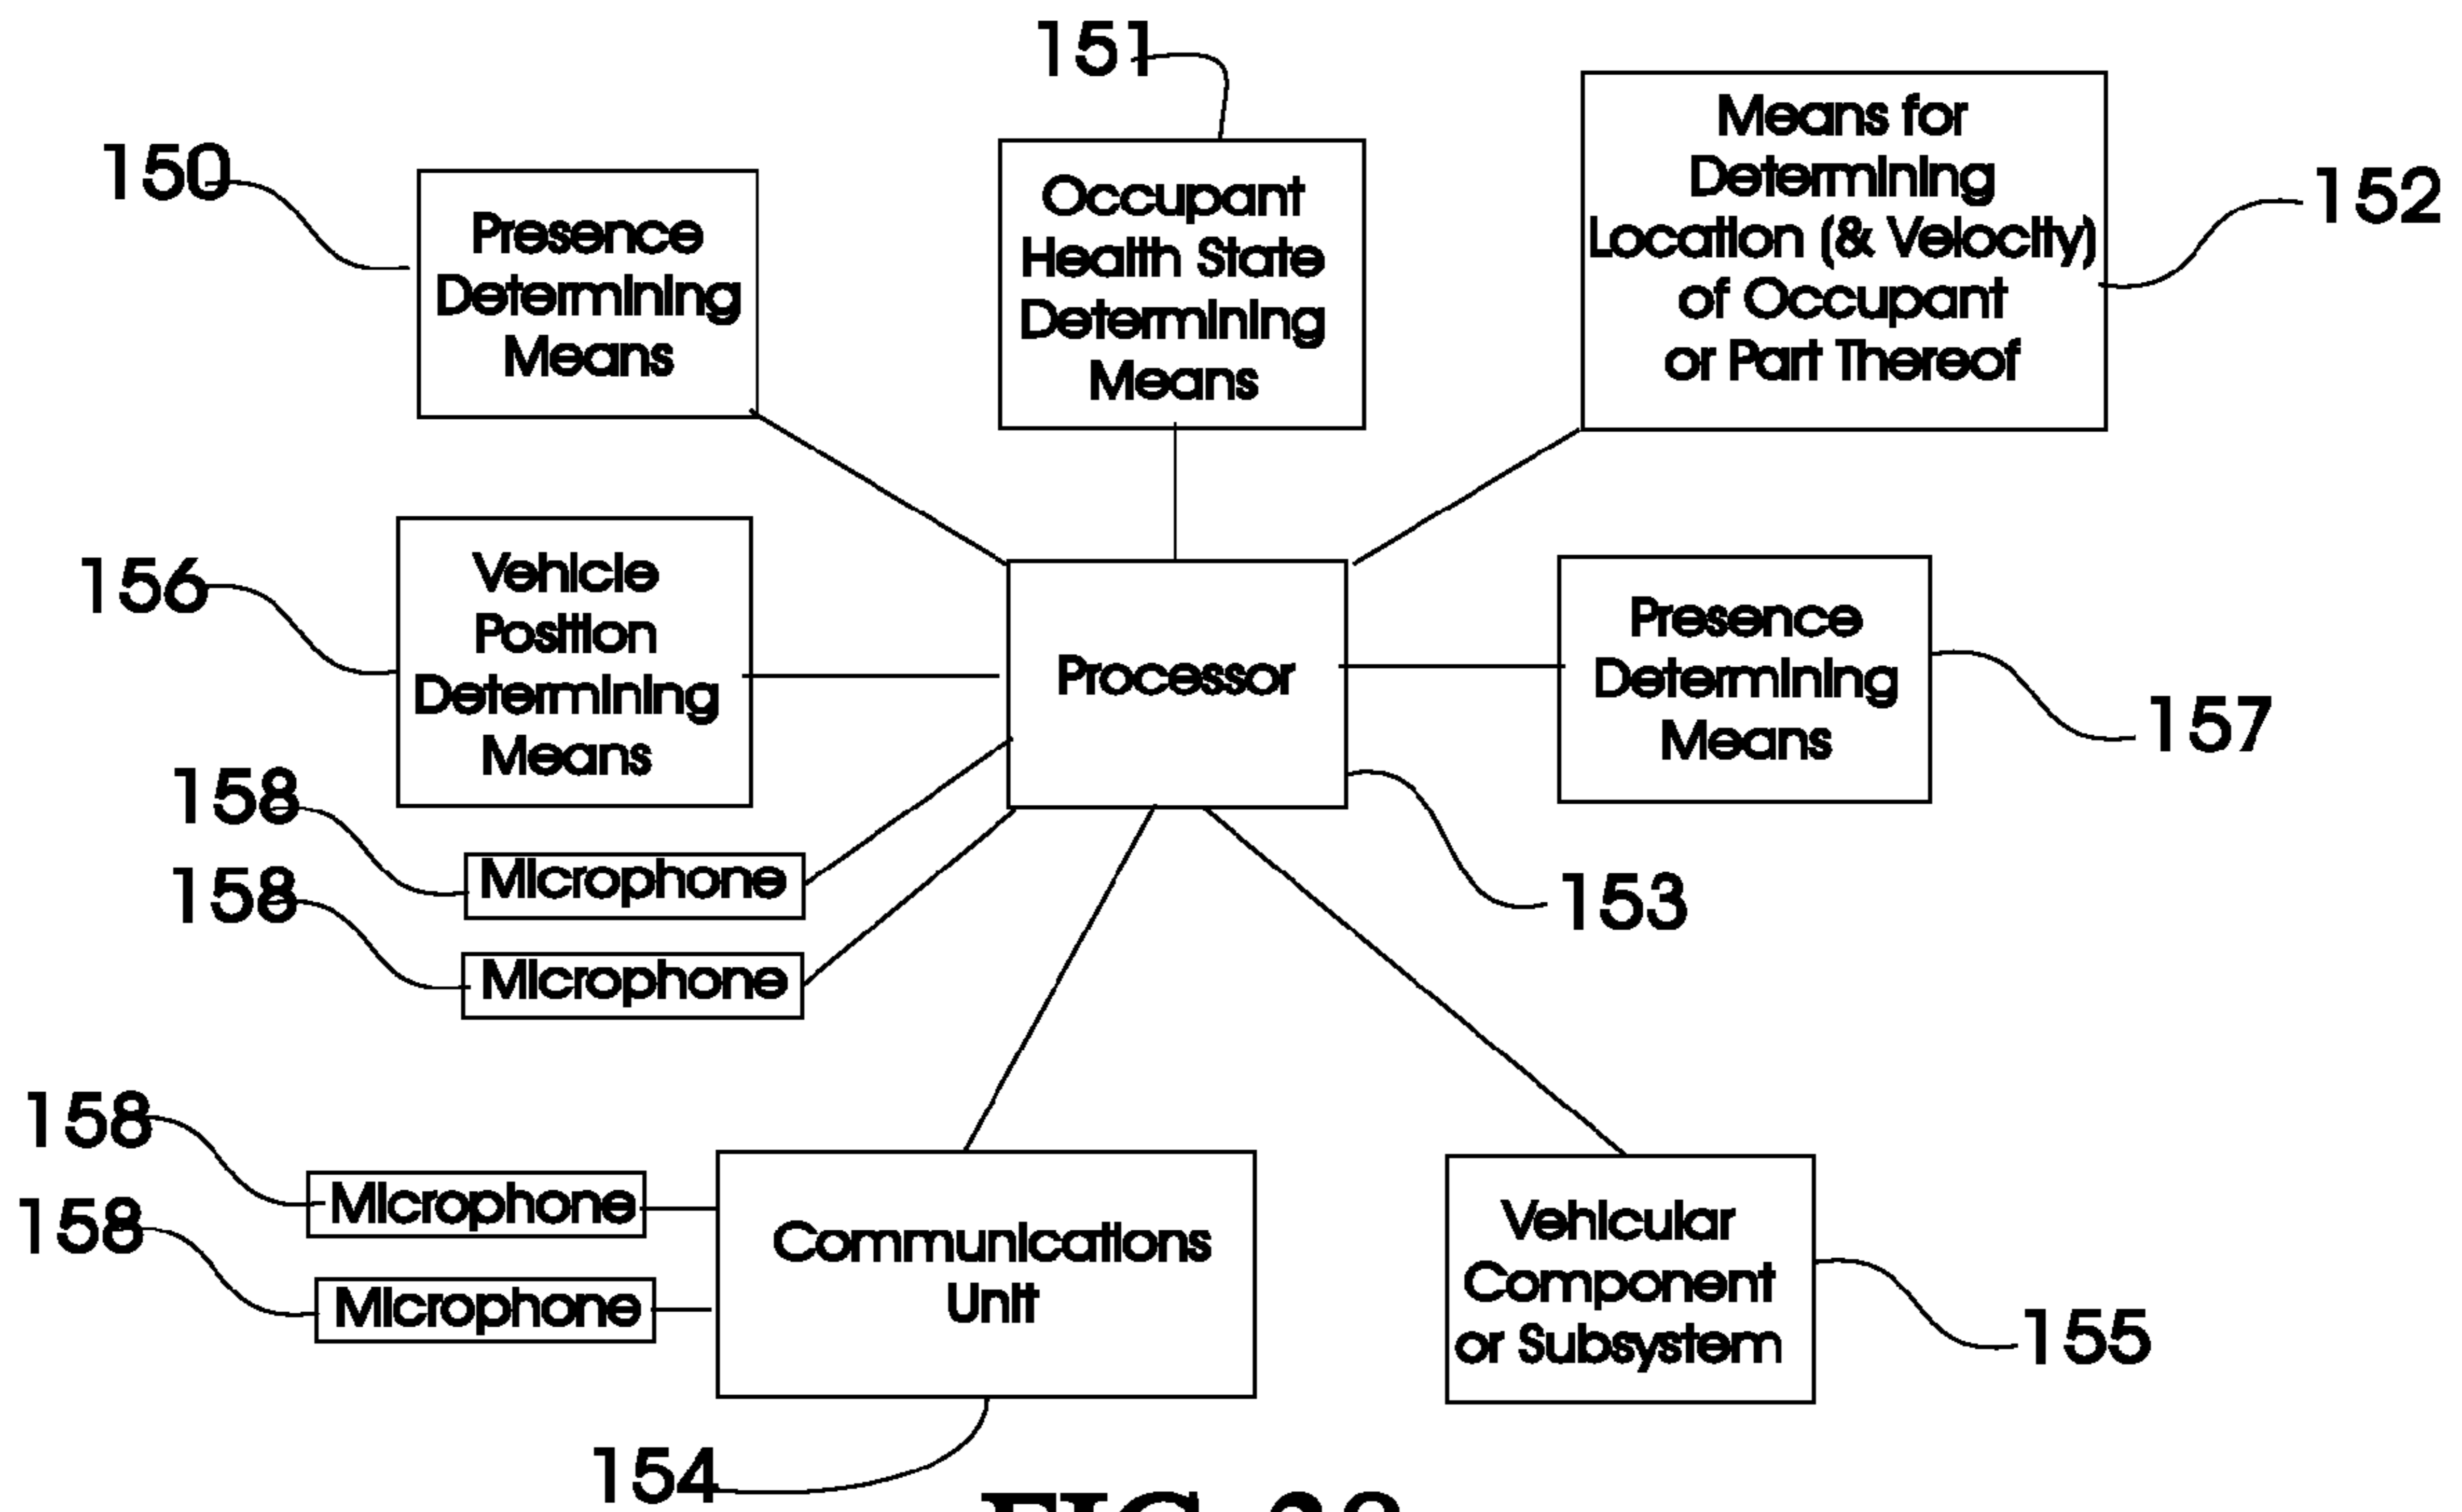 151
150
Presence
Determining
Means
Occupant
Health State
Determining
Means
Means for
Determining
Location (& Velocity)
of Occupant
or Part Thereof
152
156
Vehicle
Position
Determining
Means
Processor
Presence
Determining
Means
157
153
158
Microphone
158
Microphone
158
Microphone
158
Microphone
Communications
Unit
154
Vehicular
Component
or Subsystem
155
FIG